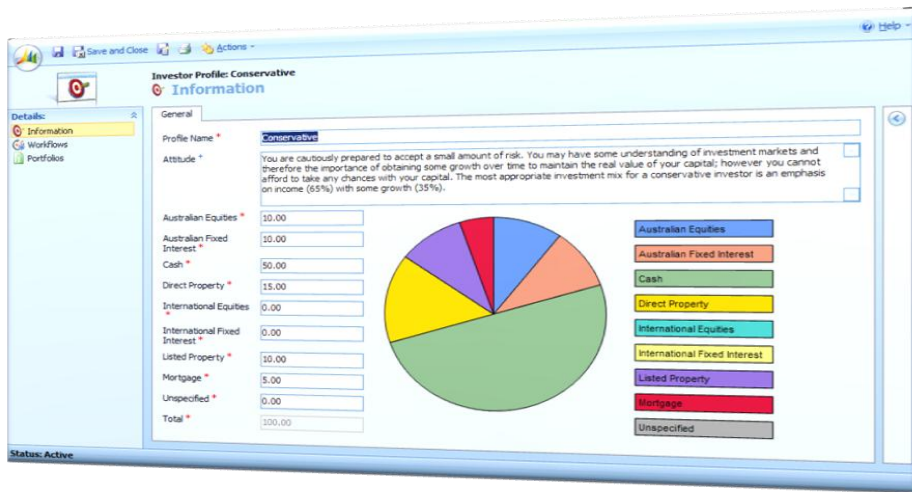 Help
Save and Close
Actions
Investor Profile: Conservative
Information
Details:
Information
Workflows
Portfolios
General
Profile Name *
Conservative
Attitude +
You are cautiously prepared to accept a small amount of risk. You may have some understanding of investment markets and
therefore the importance of obtaining some growth over time to maintain the real value of your capital; however you cannot
afford to take any chances with your capital. The most appropriate investment mix for a conservative investor is an emphasis
on income (65%) with some growth (35%).
Australian Equities *
10.00
Australian Fixed
Interest *
10.00
Cash *
50.00
Direct Property *
15.00
International Equities
*
0.00
International Fixed
Interest *
0.00
Listed Property *
10.00
Mortgage *
5.00
Unspecified *
0.00
Total *
100.00
Australian Equities
Australian Fixed Interest
Cash
Direct Property
International Equities
International Fixed Interest
Listed Property
Mortgage
Unspecified
Status: Active